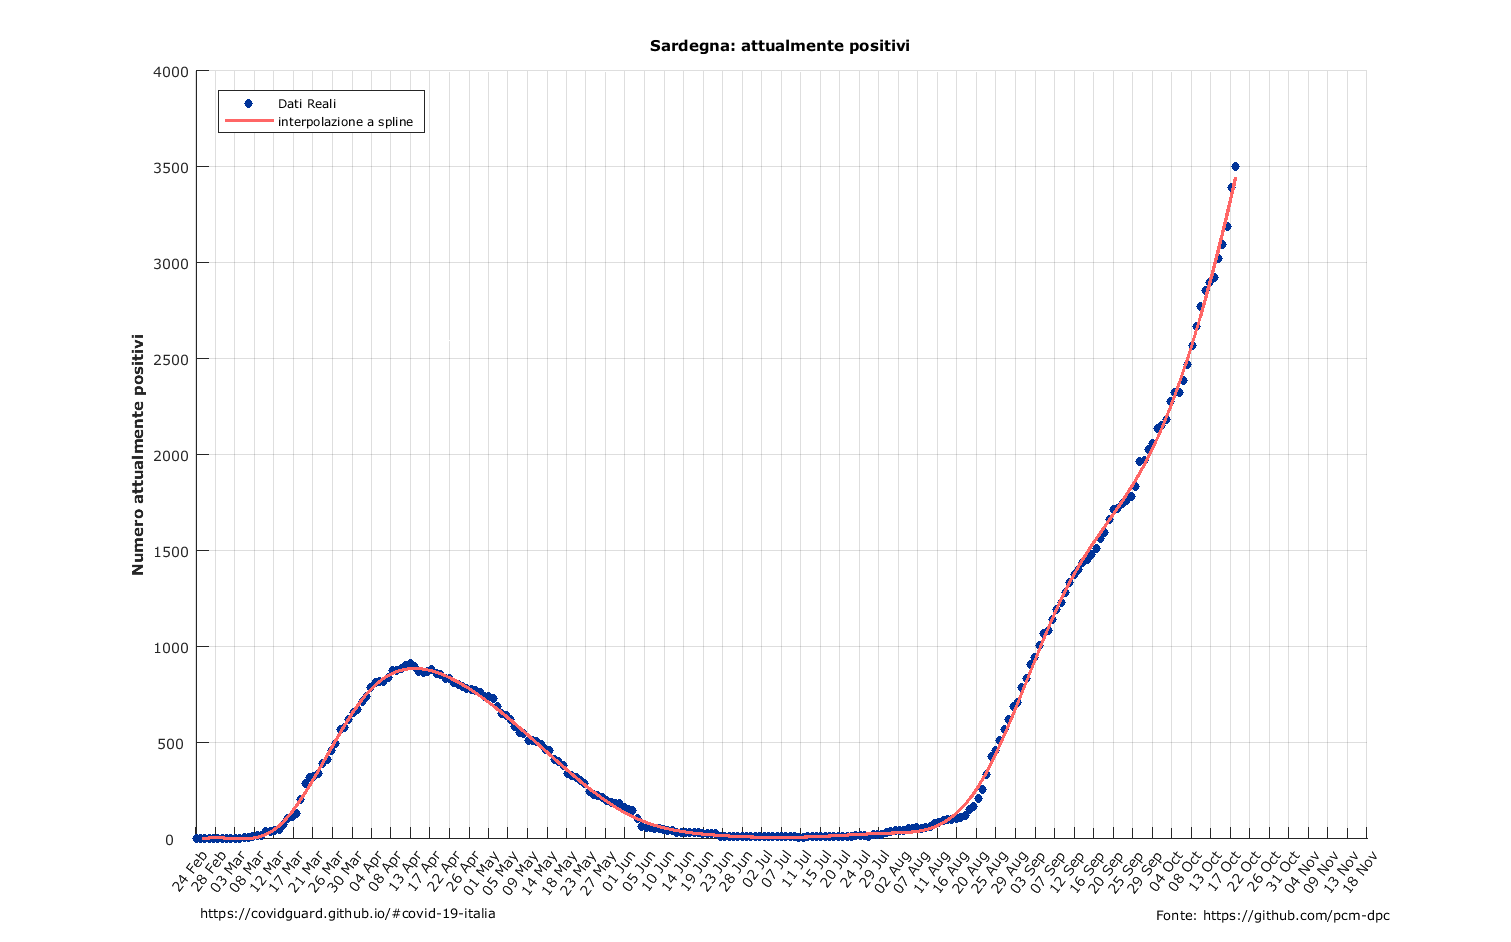 Sardegna: attualmente positivi
4000
3500
3000
2500
2000
1500
1000
500
0
Numero attualmente positivi
Dati Reali
interpolazione a spline
24 Feb
28 Feb
03 Mar
08 Mar
12 Mar
17 Mar
21 Mar
26 Mar
30 Mar
04 Apr
08 Apr
13 Apr
17 Apr
22 Apr
26 Apr
01 May
05 May
09 May
14 May
18 May
23 May
27 May
01 Jun
05 Jun
10 Jun
14 Jun
19 Jun
23 Jun
28 Jun
02 Jul
07 Jul
11 Jul
15 Jul
20 Jul
24 Jul
29 Jul
02 Aug
07 Aug
11 Aug
16 Aug
20 Aug
25 Aug
29 Aug
03 Sep
07 Sep
12 Sep
16 Sep
20 Sep
25 Sep
29 Sep
04 Oct
08 Oct
13 Oct
17 Oct
22 Oct
26 Oct
31 Oct
04 Nov
09 Nov
13 Nov
18 Nov
https://covidguard.github.io/#covid-19-italia
Fonte: https://github.com/pcm-dpc